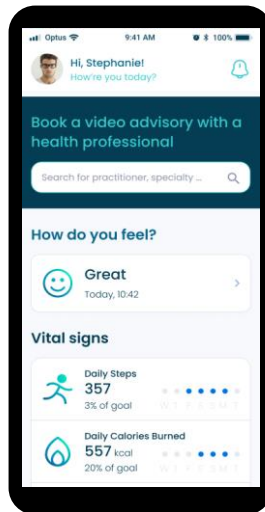 Optus 9:41 AM 100%
Hi, Stephanie!
How're you today?
Book a video advisory with a
health professional
Search for practitioner, specialty ...
How do you feel?
Great
Today, 10:42
Vital signs
Daily Steps
357
3% of goal
Daily Calories Burned
557 kcal
20% of goal